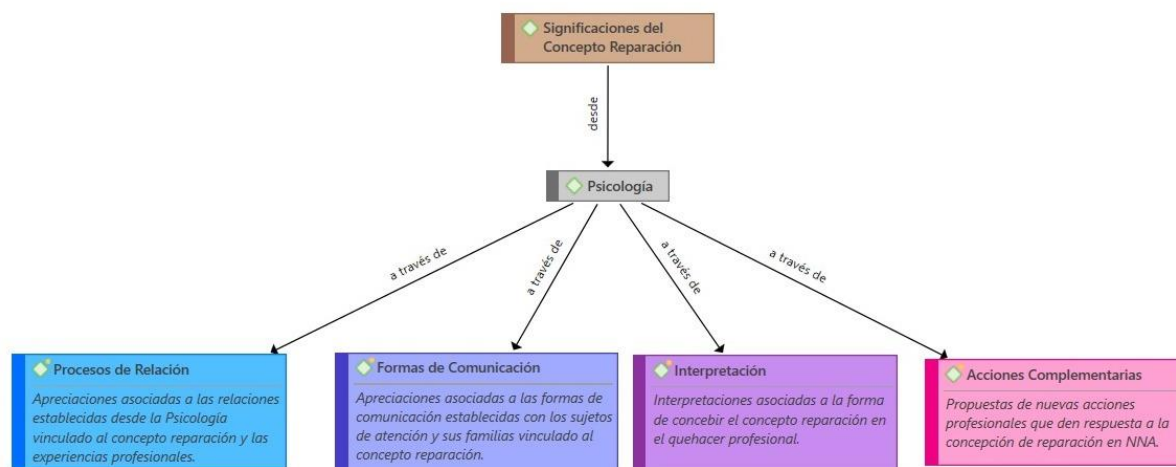 Significaciones del
Concepto Reparación
desde
Psicología
a través de
a través de
a través de
a través de
Procesos de Relación
Apreciaciones asociadas a las relaciones
establecidas desde la Psicología
vinculado al concepto reparación y las
experiencias profesionales.
Formas de Comunicación
Apreciaciones asociadas a las formas de
comunicación establecidas con los sujetos
de atención y sus familias vinculado al
concepto reparación.
Interpretación
Interpretaciones asociadas a la forma
de concebir el concepto reparación en
el quehacer profesional.
Acciones Complementarias
Propuestas de nuevas acciones
profesionales que den respuesta a la
concepción de reparación en NNA.